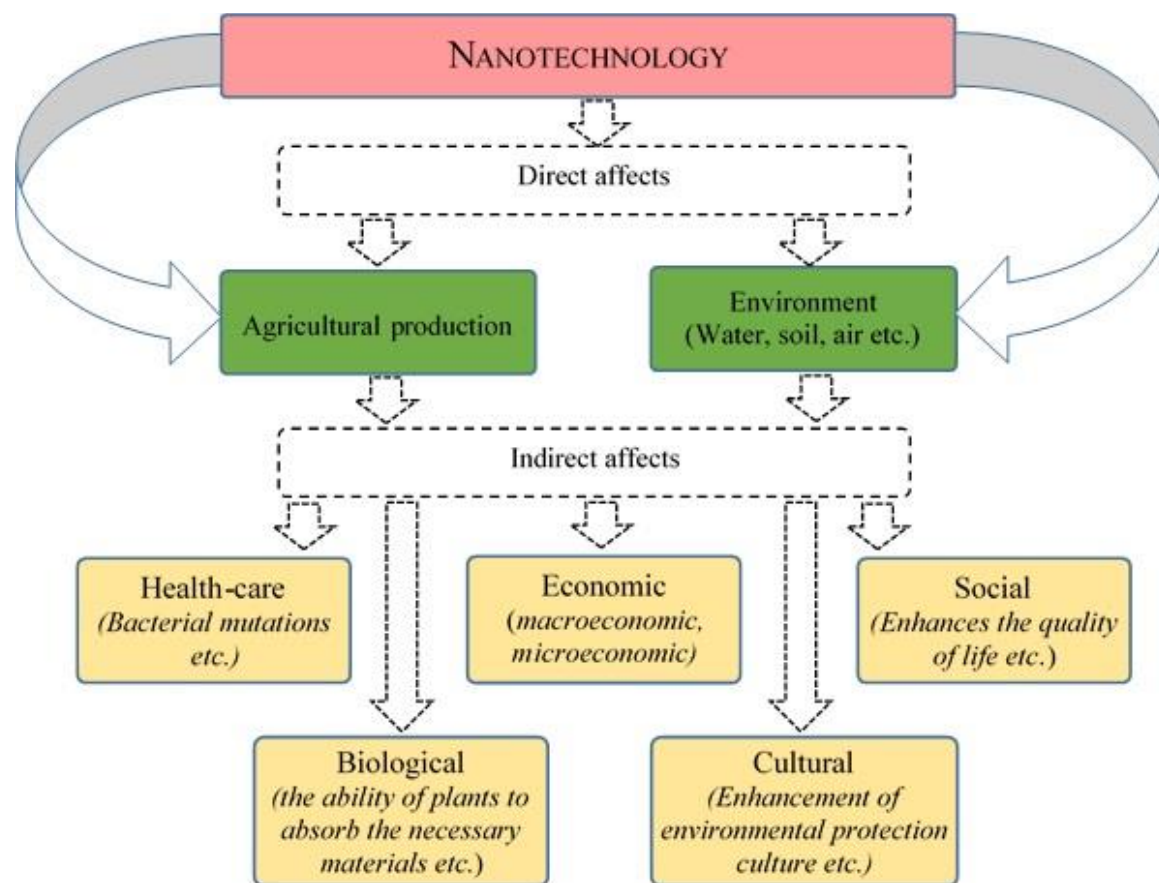 NANOTECHNOLOGY
Direct affects
Agricultural production
Environment
(Water, soil, air etc.)
Indirect affects
Health-care
(Bacterial mutations
etc.)
Economic
(macroeconomic,
microeconomic)
Social
(Enhances the quality
of life etc.)
Biological
(the ability of plants to
absorb the necessary
materials etc.)
Cultural
(Enhancement of
environmental protection
culture etc.)